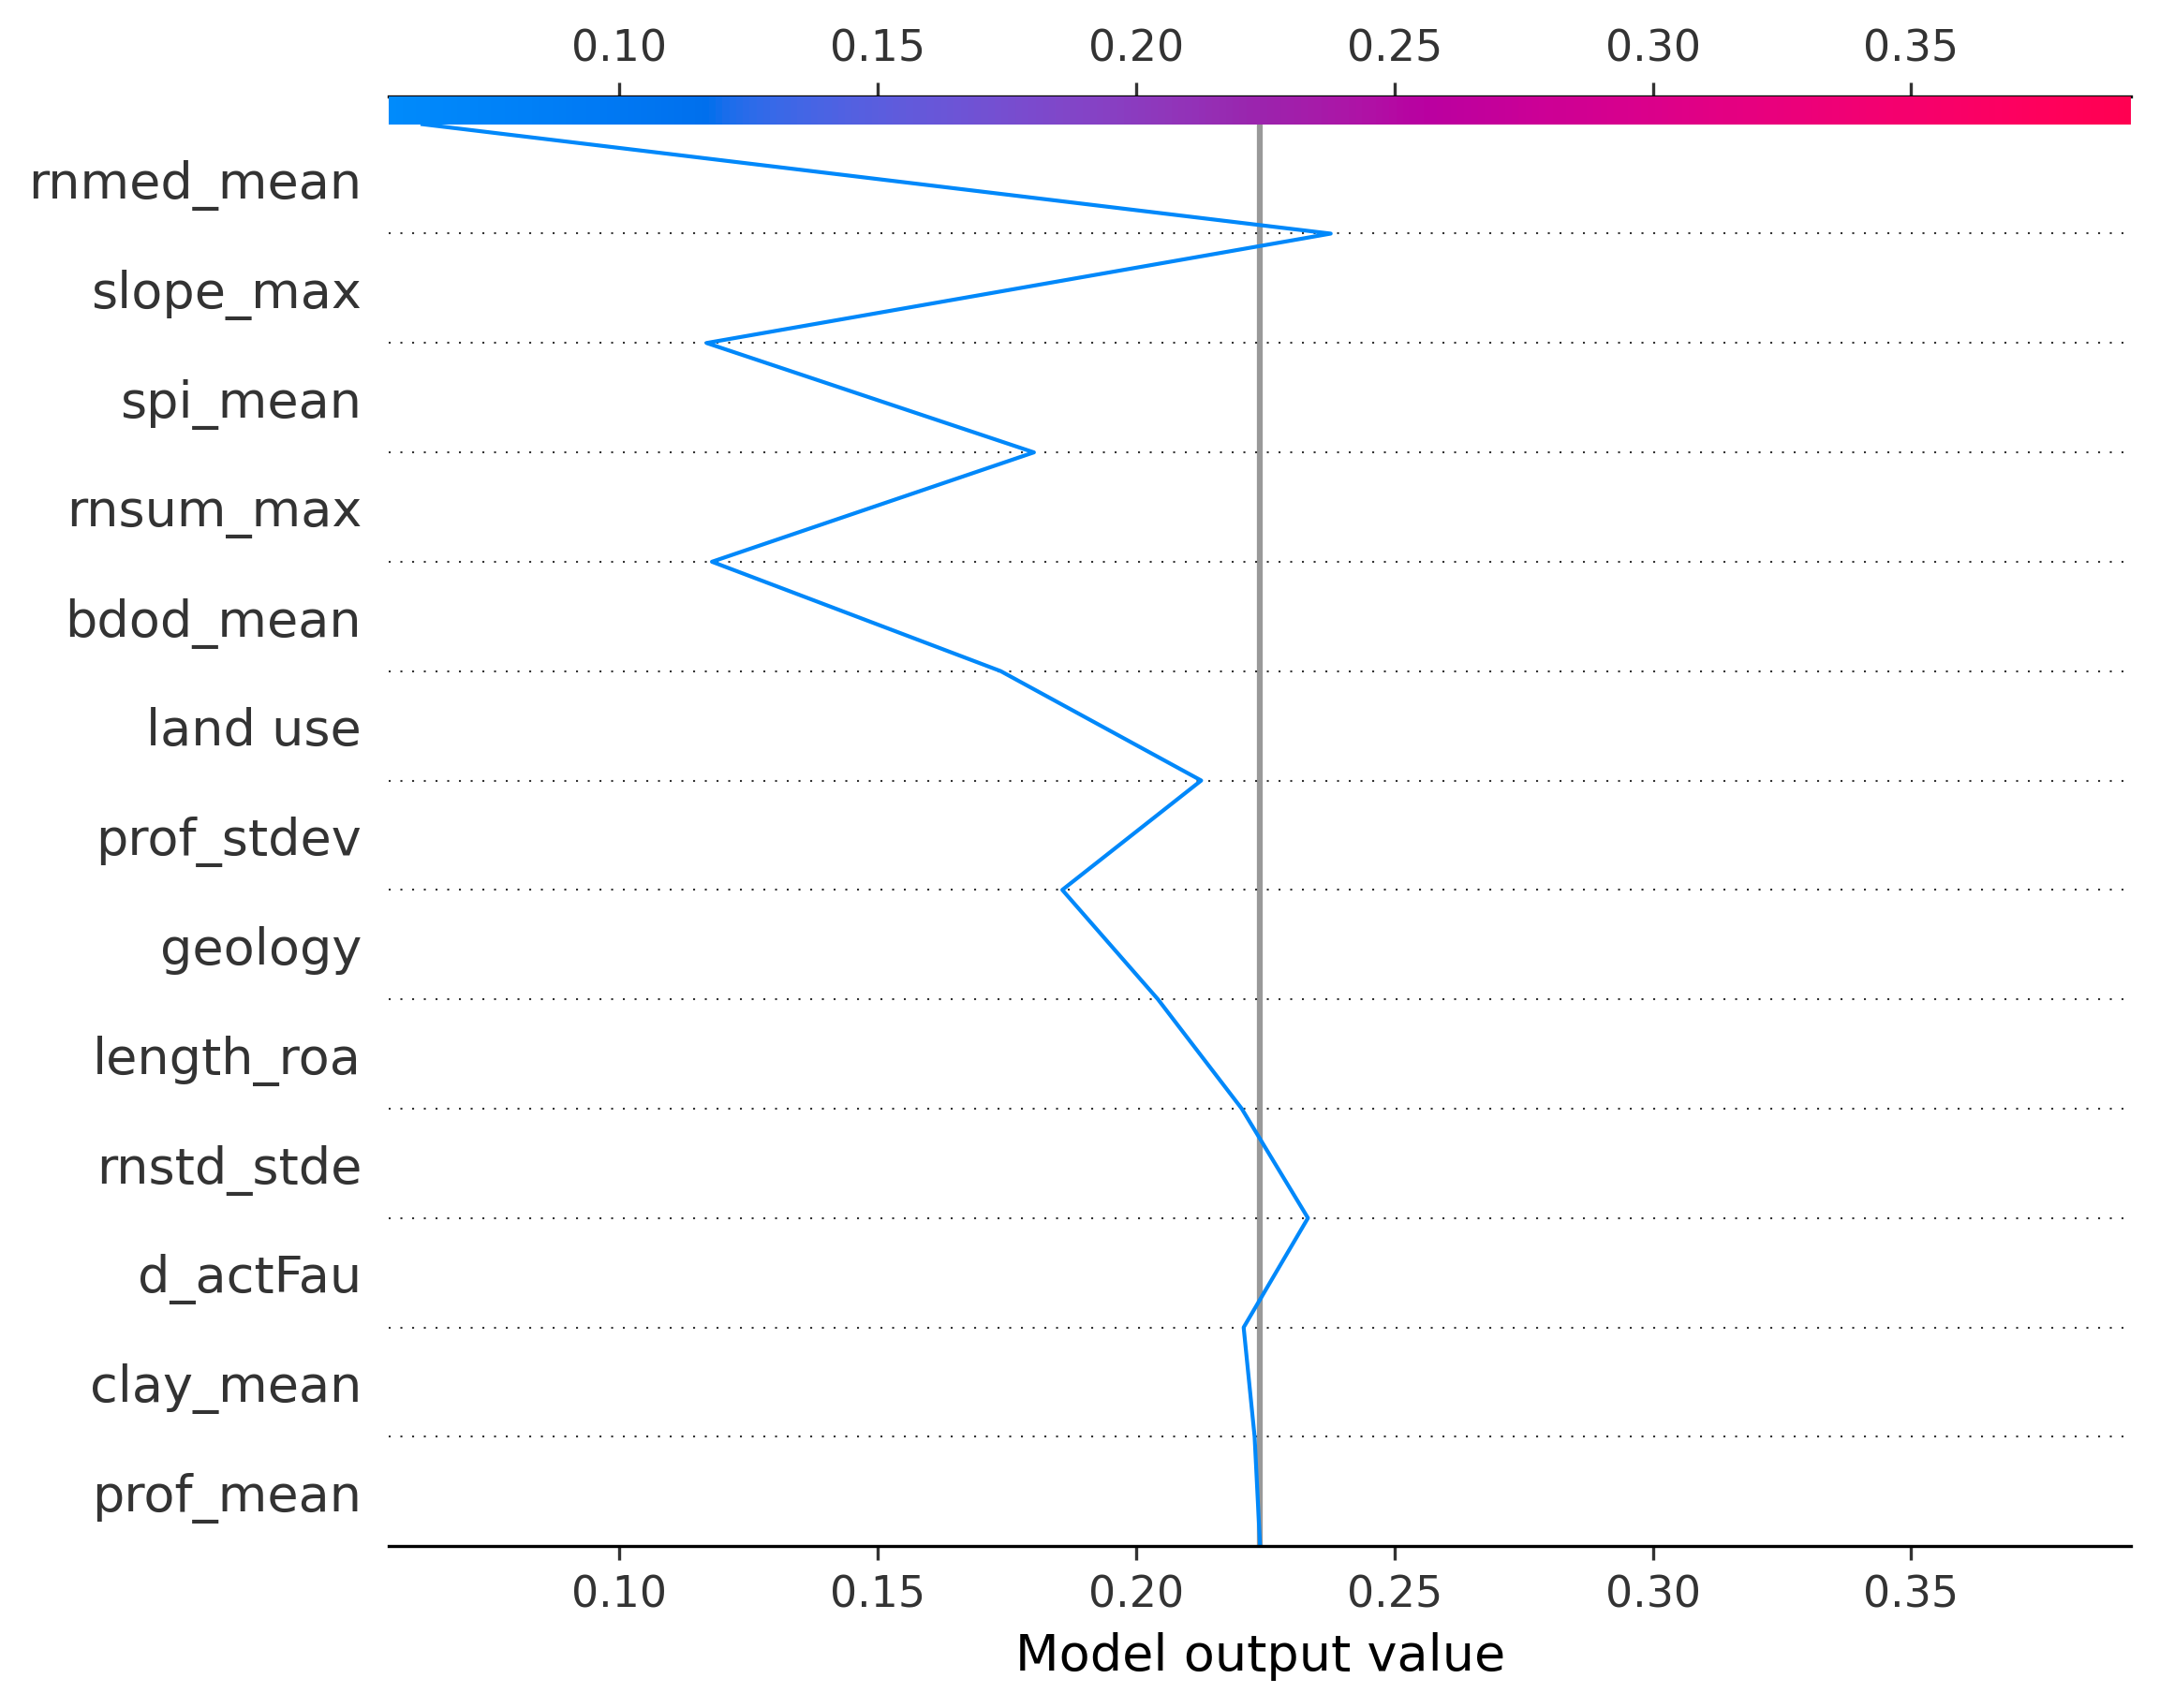 0.10 0.15 0.20 0.25 0.30 0.35
rnmed_mean
slope_max
spi_mean
rnsum_max
bdod_mean
land use
prof_stdev
geology
length_roa
rnstd_stde
d_actFau
clay_mean
prof_mean
0.10 0.15 0.20 0.25 0.30 0.35
Model output value